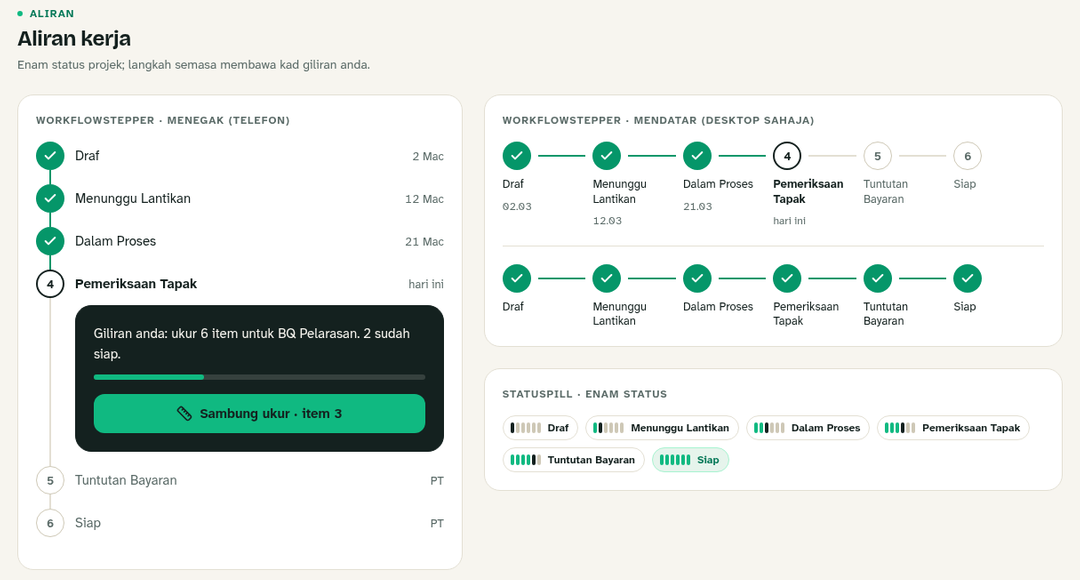 ALIRAN
Aliran kerja
Enam status projek; langkah semasa membawa kad giliran anda.
WORKFLOWSTEPPER · MENEGAK (TELEFON)
Draf 2 Mac
Menunggu Lantikan 12 Mac
Dalam Proses 21 Mac
4 Pemeriksaan Tapak hari ini
Giliran anda: ukur 6 item untuk BQ Pelarasan. 2 sudah
siap.
Sambung ukur · item 3
5 Tuntutan Bayaran PT
6 Siap PT
WORKFLOWSTEPPER · MENDATAR (DESKTOP SAHAJA)
4 5 6
Draf Menunggu Dalam Proses Pemeriksaan Tuntutan Siap
Lantikan Tapak Bayaran
02.03 21.03
12.03 hari ini
Draf Menunggu Dalam Proses Pemeriksaan Tuntutan Siap
Lantikan Tapak Bayaran
STATUSPILL · ENAM STATUS
Draf Menunggu Lantikan Dalam Proses Pemeriksaan Tapak
Tuntutan Bayaran Siap